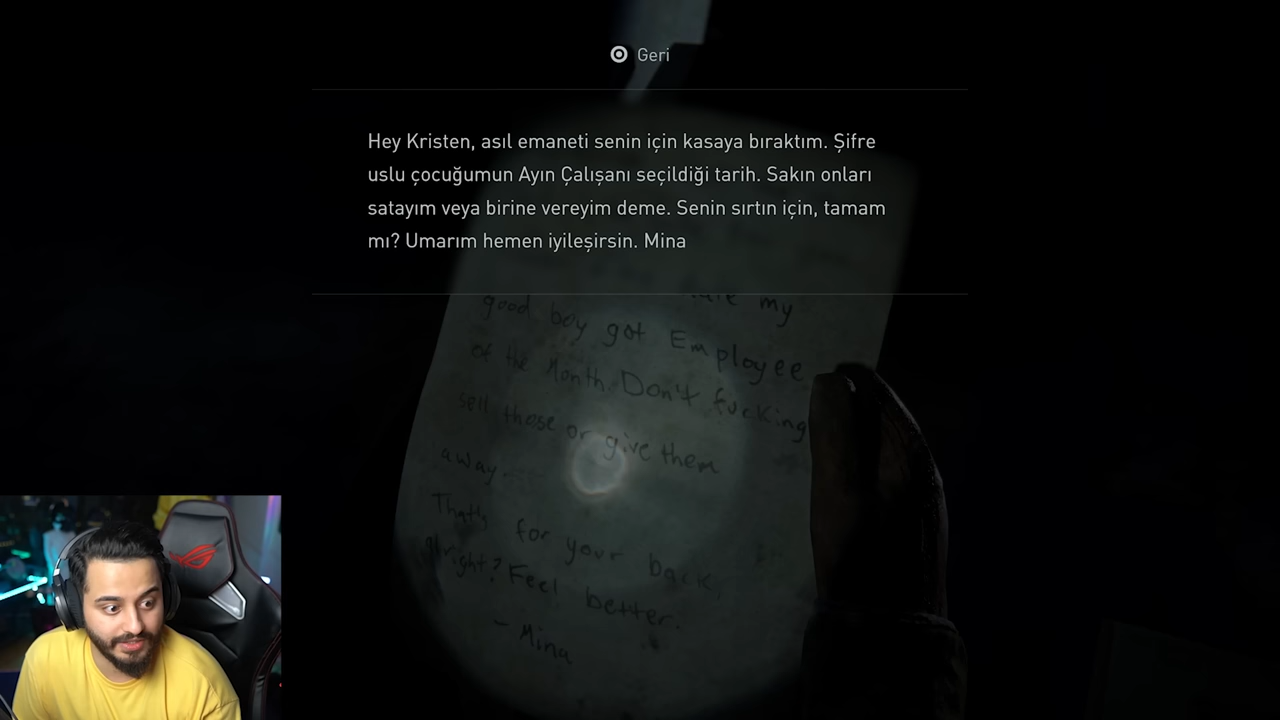 Geri
Hey Kristen, asıl emaneti senin için kasaya bıraktım. Şifre
uslu çocuğumun Ayın Çalışanı seçildiği tarih. Sakın onları
satayım veya birine vereyim deme. Senin sırtın için, tamam
mı? Umarım hemen iyileşirsin. Mina
my
good boy got Employee
of the Month. Don't fucking
sell those or give them
away.
That's for your back,
alright? Feel better.
- Mina